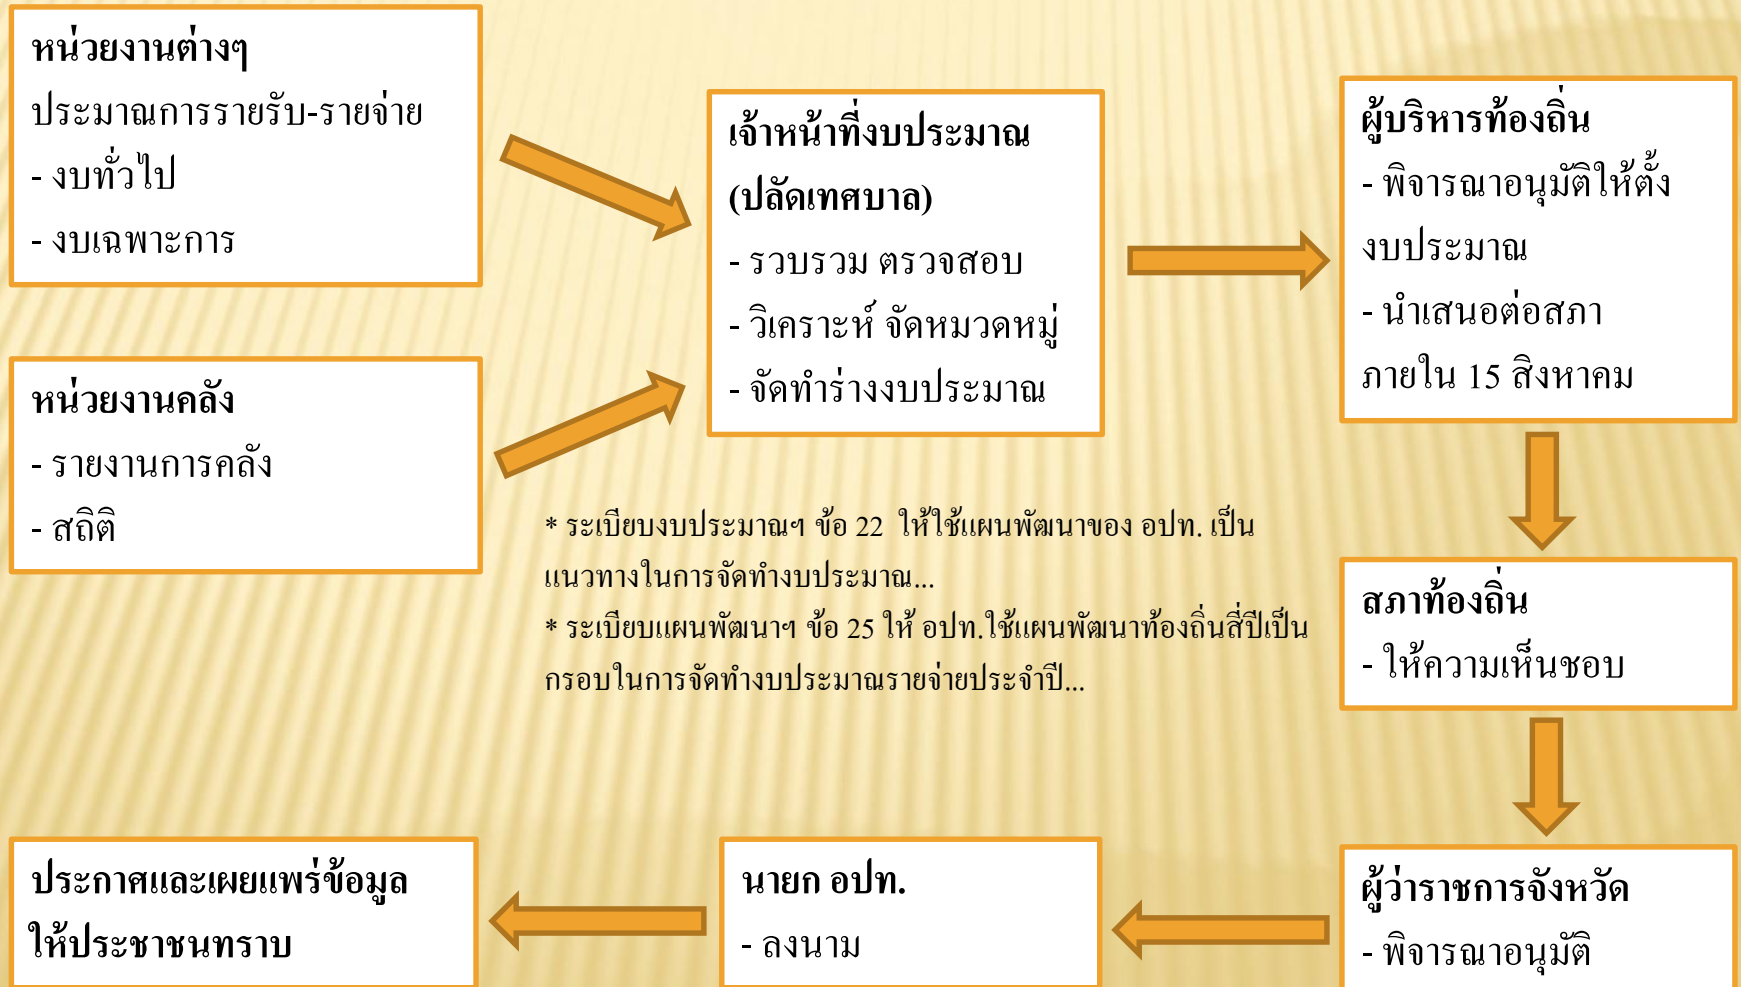 หน่วยงานต่างๆ
ประมาณการรายรับ-รายจ่าย
- งบทั่วไป
- งบเฉพาะการ
หน่วยงานคลัง
- รายงานการคลัง
- สถิติ
เจ้าหน้าที่งบประมาณ
(ปลัดเทศบาล)
- รวบรวม ตรวจสอบ
- วิเคราะห์ จัดหมวดหมู่
- จัดทำร่างงบประมาณ
ผู้บริหารท้องถิ่น
- พิจารณาอนุมัติให้ตั้ง
งบประมาณ
- นำเสนอต่อสภา
ภายใน 15 สิงหาคม
* ระเบียบงบประมาณฯ ข้อ 22 ให้ใช้แผนพัฒนาของ อปท. เป็น
แนวทางในการจัดทำงบประมาณ...
* ระเบียบแผนพัฒนาฯ ข้อ 25 ให้ อปท.ใช้แผนพัฒนาท้องถิ่นสี่ปีเป็น
กรอบในการจัดทำงบประมาณรายจ่ายประจำปี...
สภาท้องถิ่น
- ให้ความเห็นชอบ
ผู้ว่าราชการจังหวัด
- พิจารณาอนุมัติ
นายก อปท.
- ลงนาม
ประกาศและเผยแพร่ข้อมูล
ให้ประชาชนทราบ